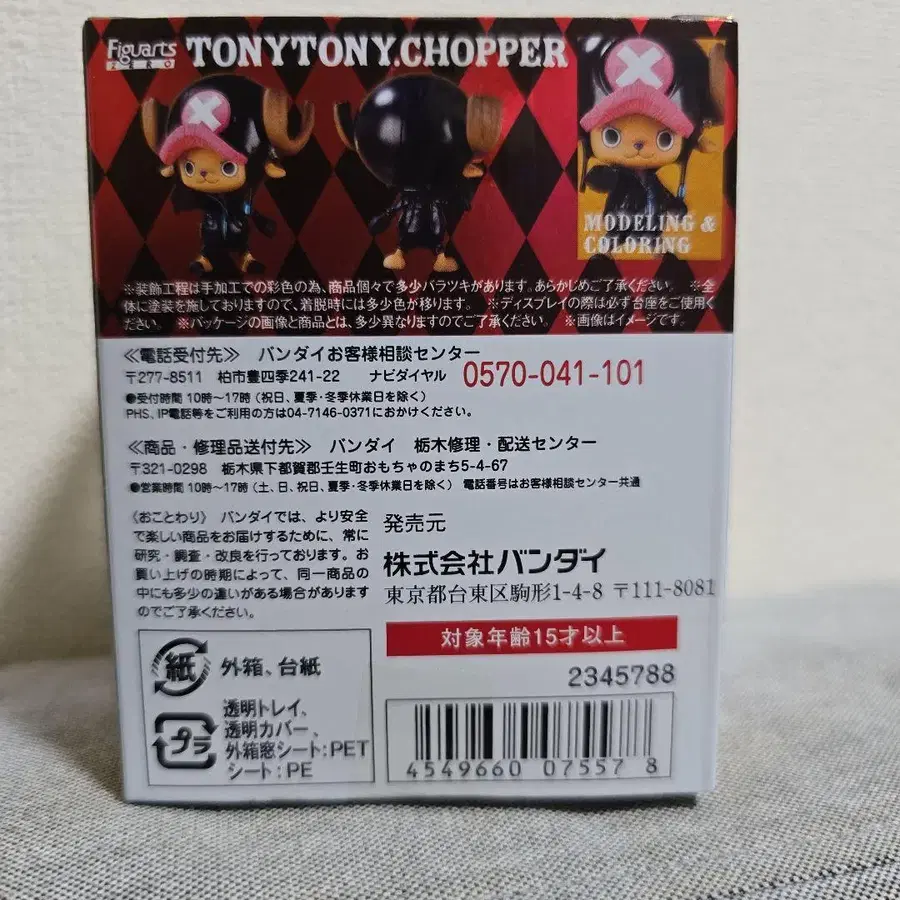 Figuarts
ZERO
TONYTONY.CHOPPER
MODELING &
COLORING
※装飾工程は手加工での彩色の為、商品個々で多少バラツキがあります。あらかじめご了承ください。 ※全
体に塗装を施しておりますので、着脱時には多少色が移ります。 ※ディスプレイの際は必ず台座をご使用く
ださい。 ※パッケージの画像と商品とは、多少異なりますのでご了承ください。 ※画像はイメージです。
≪電話受付先≫ バンダイお客様相談センター
〒277-8511 柏市豊四季241-22 ナビダイヤル 0570-041-101
●受付時間 10時~17時 (祝日、夏季・冬季休業日を除く)
PHS、IP電話等をご利用の方は04-7146-0371におかけください。
≪商品・修理品送付先≫ バンダイ 栃木修理・配送センター
〒321-0298 栃木県下都賀郡壬生町おもちゃのまち5-4-67
●営業時間 10時~17時 (土、日、祝日、夏季・冬季休業日を除く) 電話番号はお客様相談センター共通
《おことわり》 バンダイでは、より安全
で楽しい商品をお届けするために、常に
研究・調査・改良を行っております。お
買い上げの時期によって、同一商品の
中にも多少の違いがある場合があります
のでご了承ください。
発売元
株式会社バンダイ
東京都台東区駒形1-4-8 〒111-8081
対象年齢15才以上
2345788
紙
外箱、台紙
プラ
透明トレイ、
透明カバー、
外箱窓シート:PET
シート:PE
4549660 07557 8